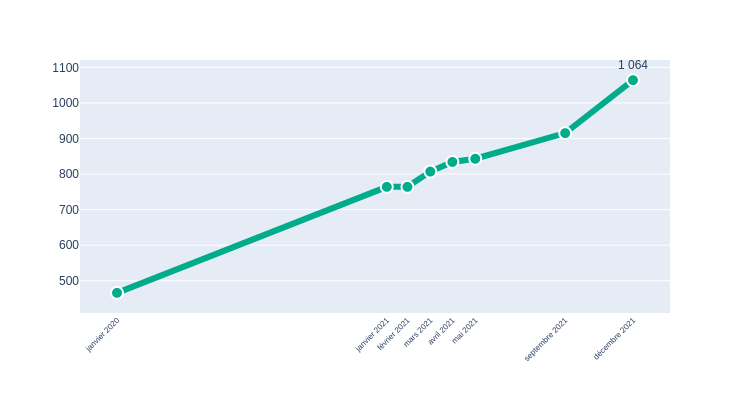 1 064
1100
1000
900
800
700
600
500
janvier 2020
janvier 2021
février 2021
mars 2021
avril 2021
mai 2021
septembre 2021
décembre 2021